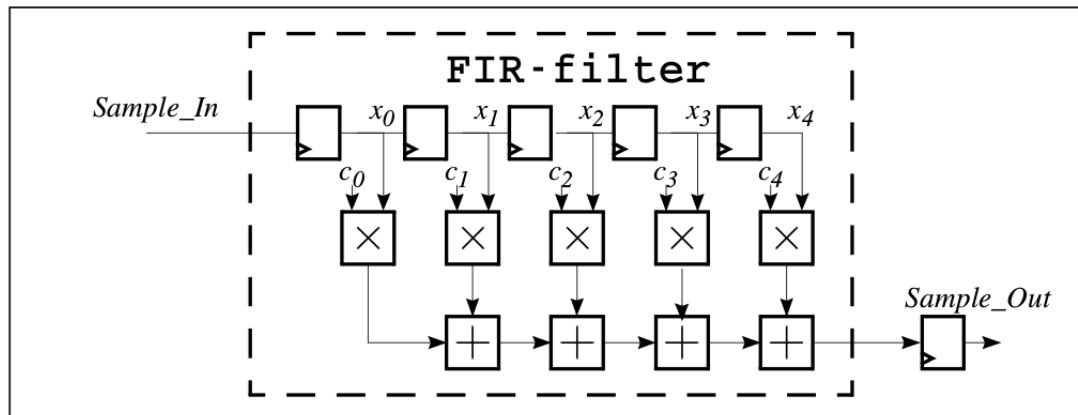 FIR-filter
Sample_In
x0 x1 x2 x3 x4
c0 c1 c2 c3 c4
× × × × ×
Sample_Out
+ + + +